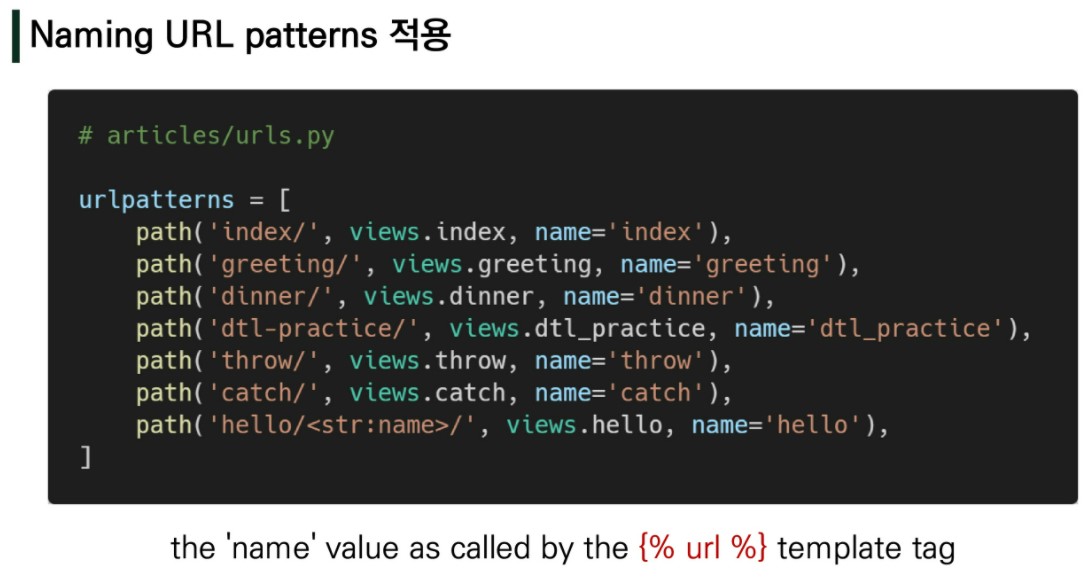 Naming URL patterns 적용
# articles/urls.py
urlpatterns = [
    path('index/', views.index, name='index'),
    path('greeting/', views.greeting, name='greeting'),
    path('dinner/', views.dinner, name='dinner'),
    path('dtl-practice/', views.dtl_practice, name='dtl_practice'),
    path('throw/', views.throw, name='throw'),
    path('catch/', views.catch, name='catch'),
    path('hello/<str:name>/', views.hello, name='hello'),
]
the 'name' value as called by the {% url %} template tag